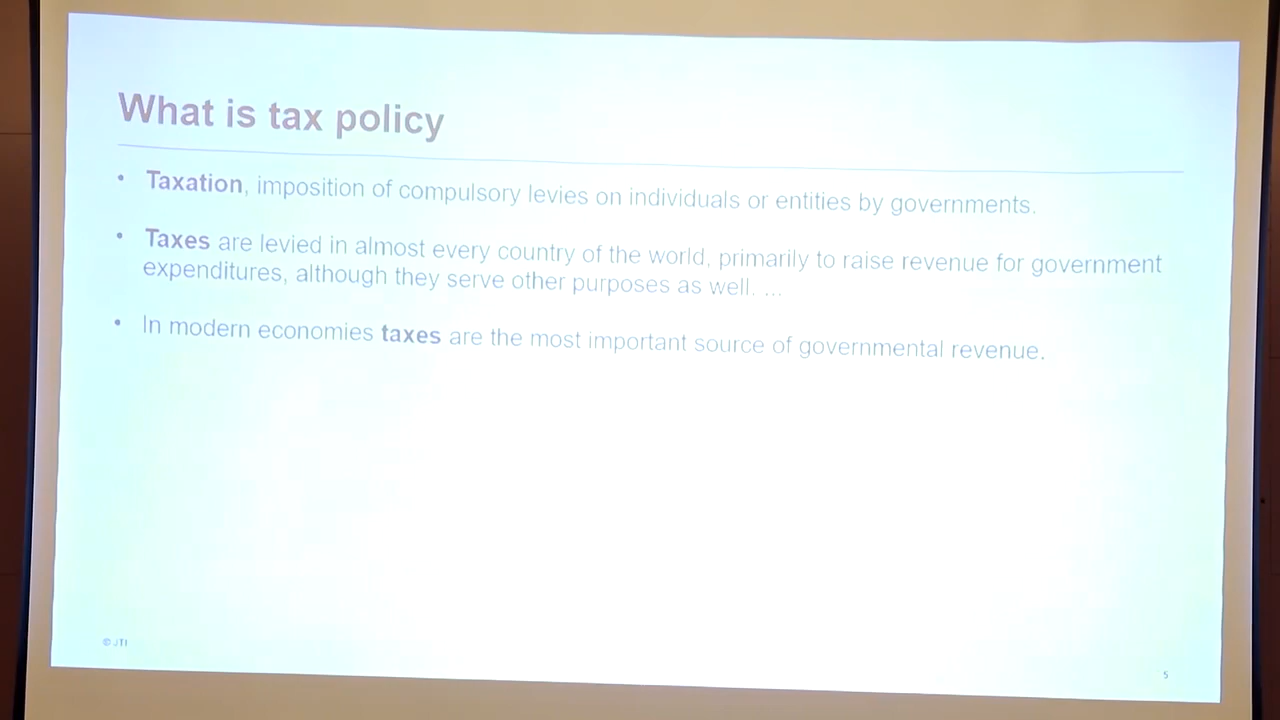 What is tax policy
• Taxation, imposition of compulsory levies on individuals or entities by governments.
• Taxes are levied in almost every country of the world, primarily to raise revenue for government
expenditures, although they serve other purposes as well. ...
• In modern economies taxes are the most important source of governmental revenue.
© JTI
5